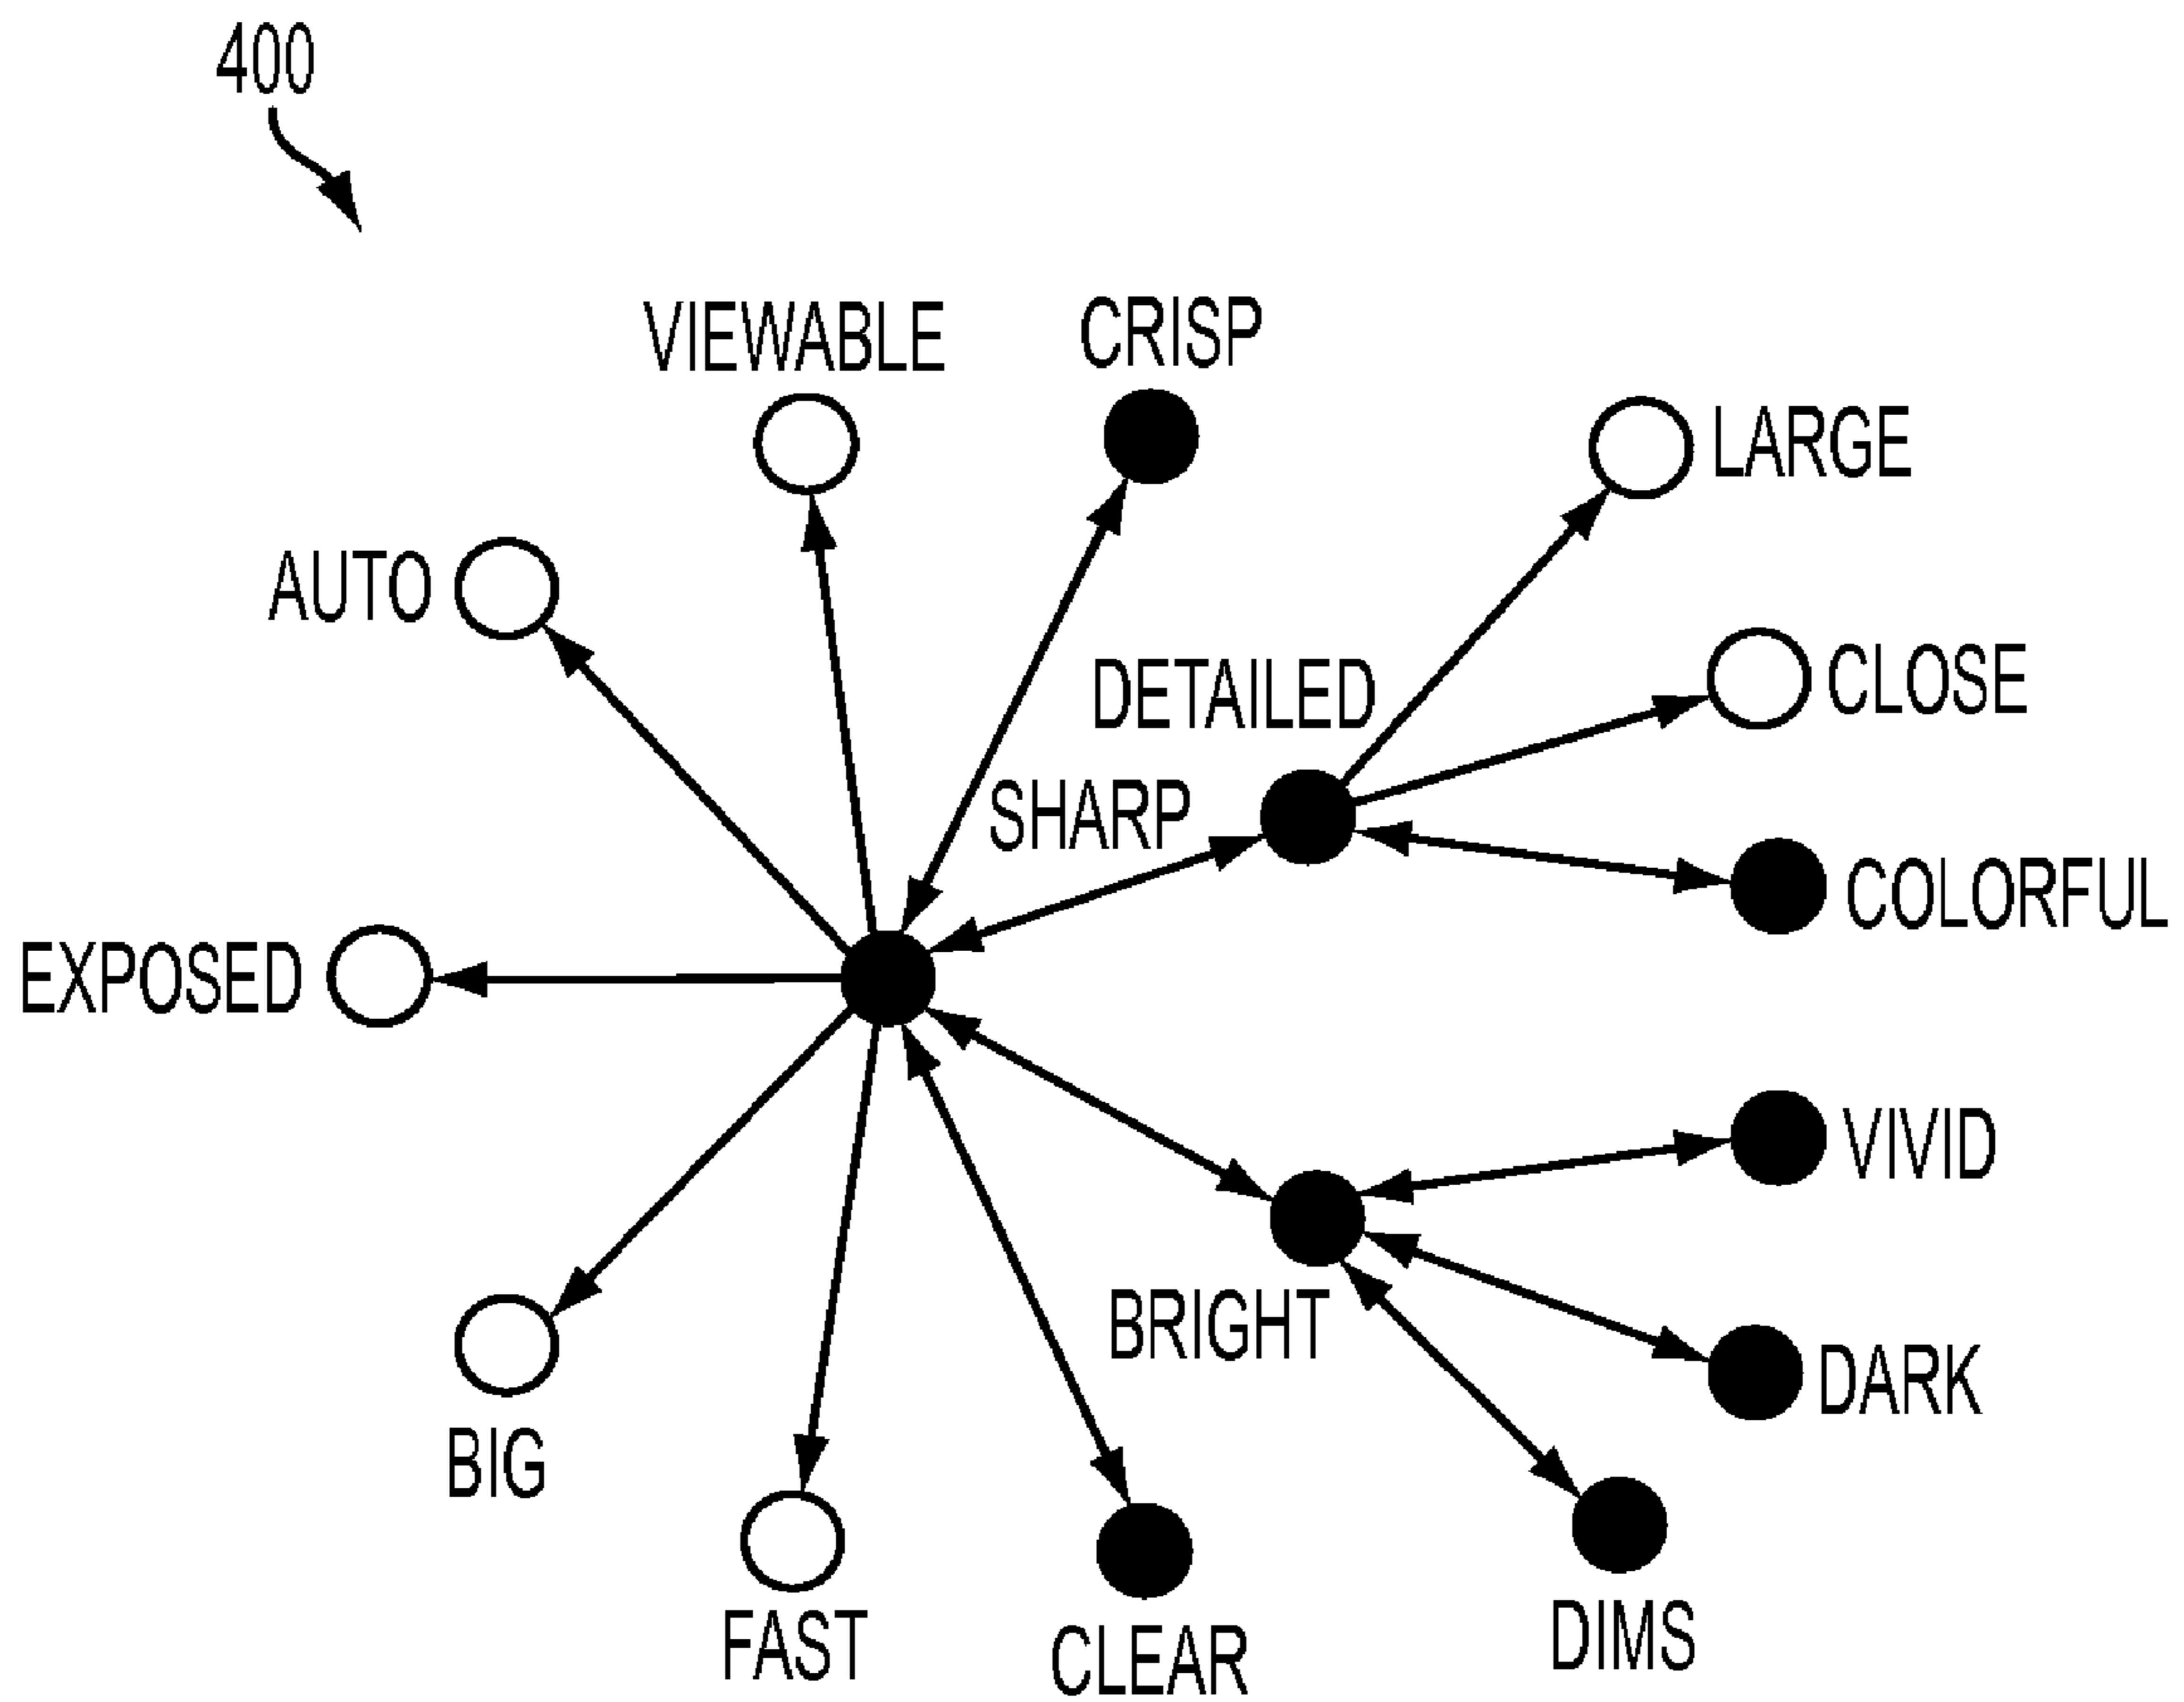 400
VIEWABLE
CRISP
LARGE
AUTO
DETAILED
CLOSE
SHARP
COLORFUL
EXPOSED
VIVID
BRIGHT
DARK
BIG
FAST
CLEAR
DIMS